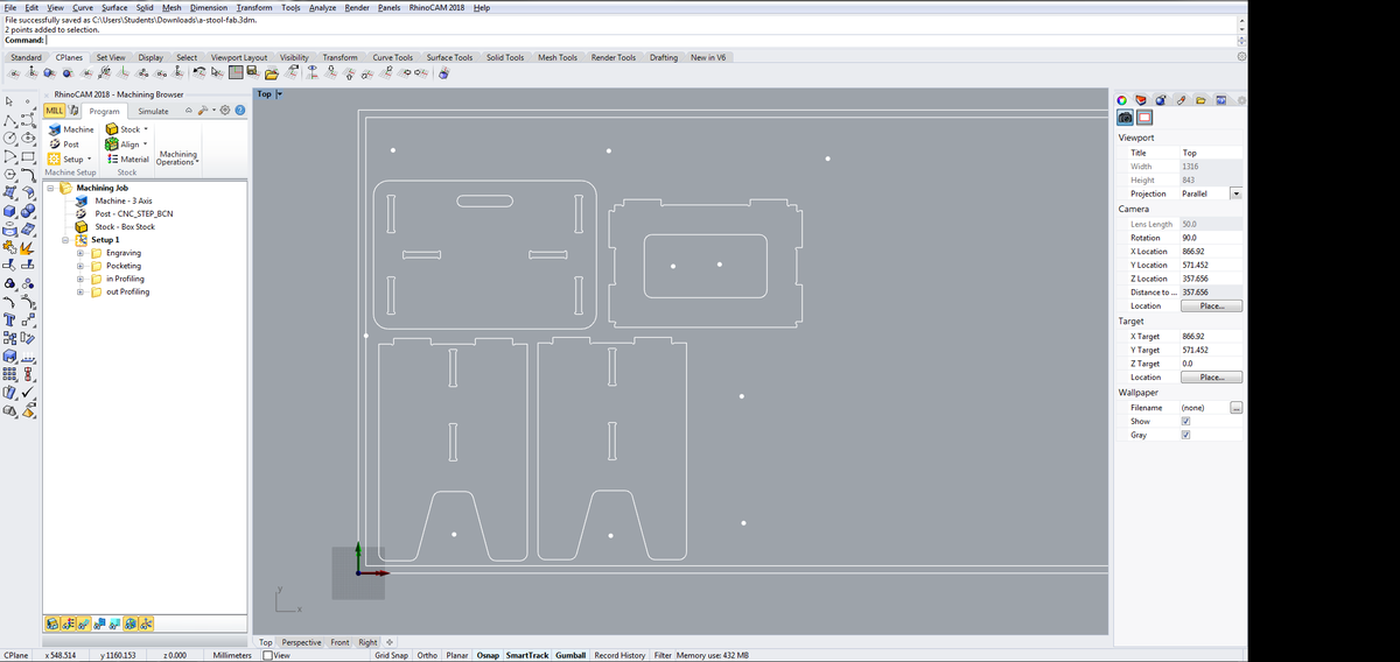 File Edit View Curve Surface Solid Mesh Dimension Transform Tools Analyze Render Panels RhinoCAM 2018 Help
File successfully saved as C:\Users\Students\Downloads\a-stool-fab.3dm.
2 points added to selection.
Command:
Standard CPlanes Set View Display Select Viewport Layout Visibility Transform Curve Tools Surface Tools Solid Tools Mesh Tools Render Tools Drafting New in V6
RhinoCAM 2018 - Machining Browser
MILL Program Simulate
Machine Stock
Post Align
Setup Material
Machining
Operations
Machine Setup Stock
Machining Job
Machine - 3 Axis
Post - CNC_STEP_BCN
Stock - Box Stock
Setup 1
Engraving
Pocketing
in Profiling
out Profiling
Top
y
x
Top Perspective Front Right
Viewport
Title Top
Width 1316
Height 843
Projection Parallel
Camera
Lens Length 50.0
Rotation 90.0
X Location 866.92
Y Location 571.452
Z Location 357.656
Distance to ... 357.656
Location Place...
Target
X Target 866.92
Y Target 571.452
Z Target 0.0
Location Place...
Wallpaper
Filename (none) ...
Show
Gray
CPlane x 548.514 y 1160.153 z 0.000 Millimeters View Grid Snap Ortho Planar Osnap SmartTrack Gumball Record History Filter Memory use: 432 MB